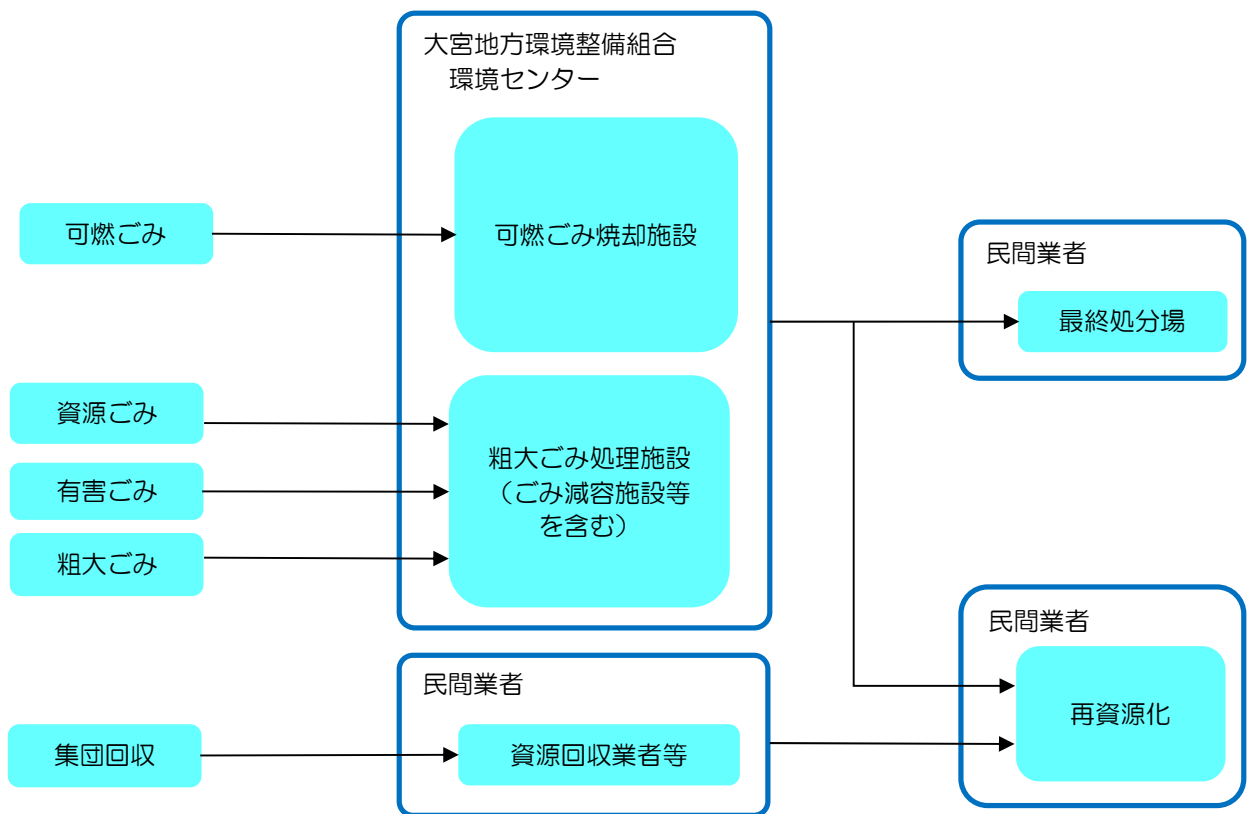 大宮地方環境整備組合
環境センター
可燃ごみ
可燃ごみ焼却施設
民間業者
最終処分場
資源ごみ
有害ごみ
粗大ごみ
粗大ごみ処理施設
（ごみ減容施設等
を含む）
民間業者
再資源化
集団回収
民間業者
資源回収業者等